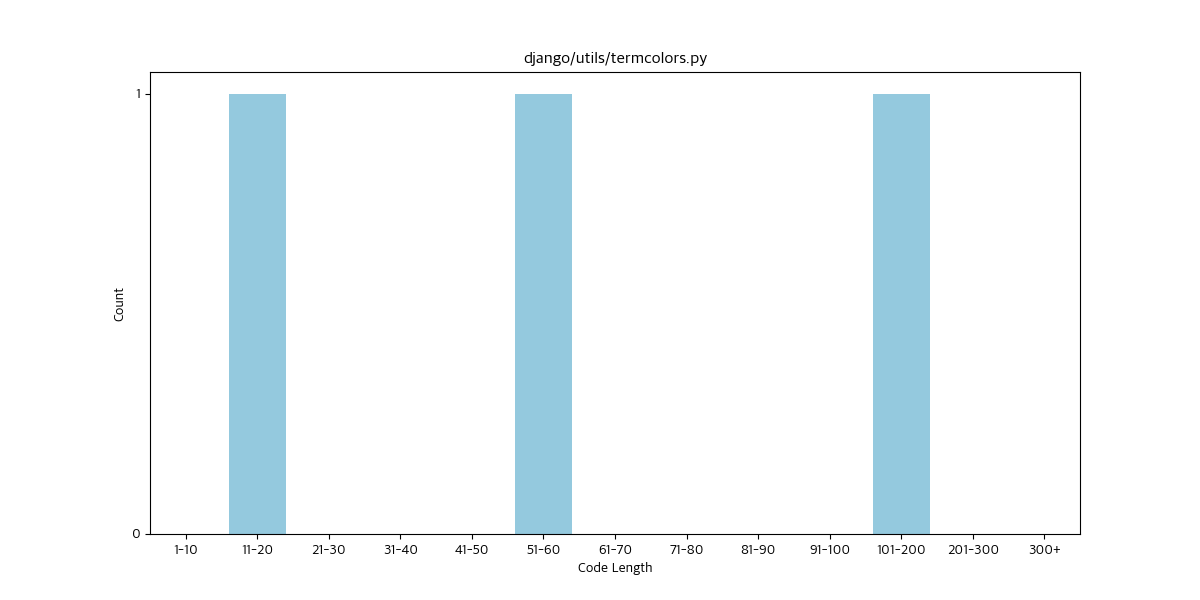 django/utils/termcolors.py
1
Count
0
1-10 11-20 21-30 31-40 41-50 51-60 61-70 71-80 81-90 91-100 101-200 201-300 300+
Code Length